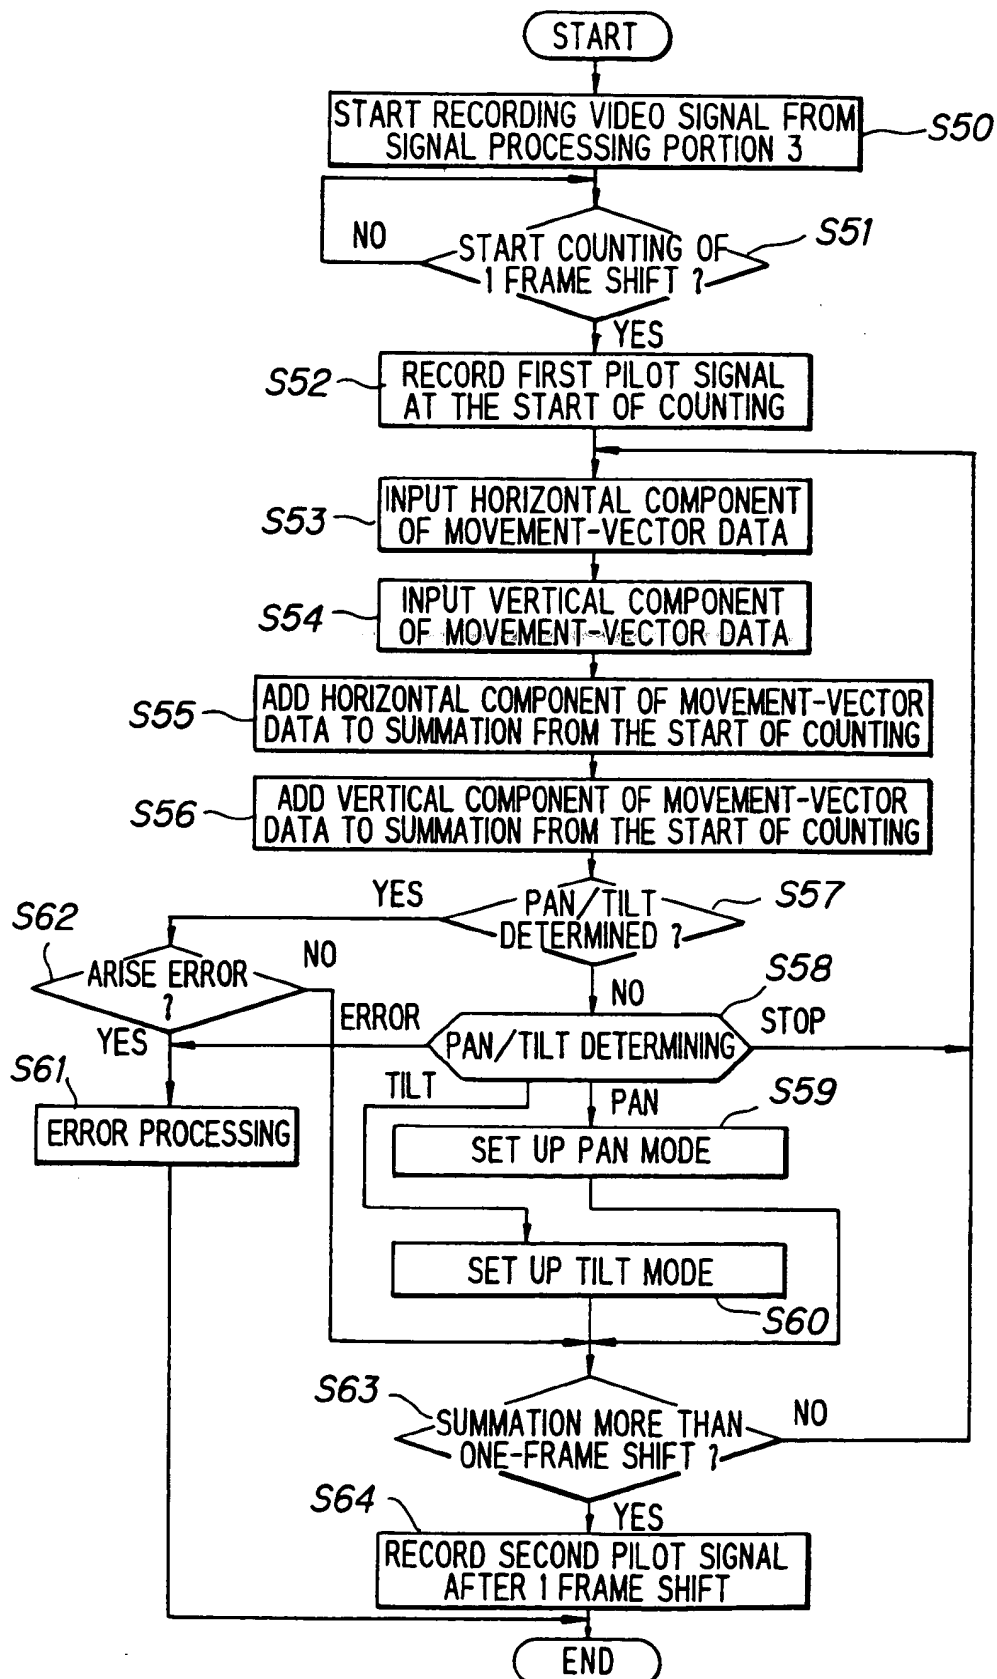 START
START RECORDING VIDEO SIGNAL FROM
SIGNAL PROCESSING PORTION 3
S50
NO
START COUNTING OF
1 FRAME SHIFT ?
S51
YES
S52
RECORD FIRST PILOT SIGNAL
AT THE START OF COUNTING
S53
INPUT HORIZONTAL COMPONENT
OF MOVEMENT-VECTOR DATA
S54
INPUT VERTICAL COMPONENT
OF MOVEMENT-VECTOR DATA
S55
ADD HORIZONTAL COMPONENT OF MOVEMENT-VECTOR
DATA TO SUMMATION FROM THE START OF COUNTING
S56
ADD VERTICAL COMPONENT OF MOVEMENT-VECTOR
DATA TO SUMMATION FROM THE START OF COUNTING
YES
PAN/TILT
DETERMINED ?
S57
S62
ARISE ERROR
?
NO
YES
NO
S58
ERROR
PAN/TILT DETERMINING
STOP
S61
ERROR PROCESSING
TILT
PAN
S59
SET UP PAN MODE
SET UP TILT MODE
S60
S63
SUMMATION MORE THAN
ONE-FRAME SHIFT ?
NO
S64
YES
RECORD SECOND PILOT SIGNAL
AFTER 1 FRAME SHIFT
END